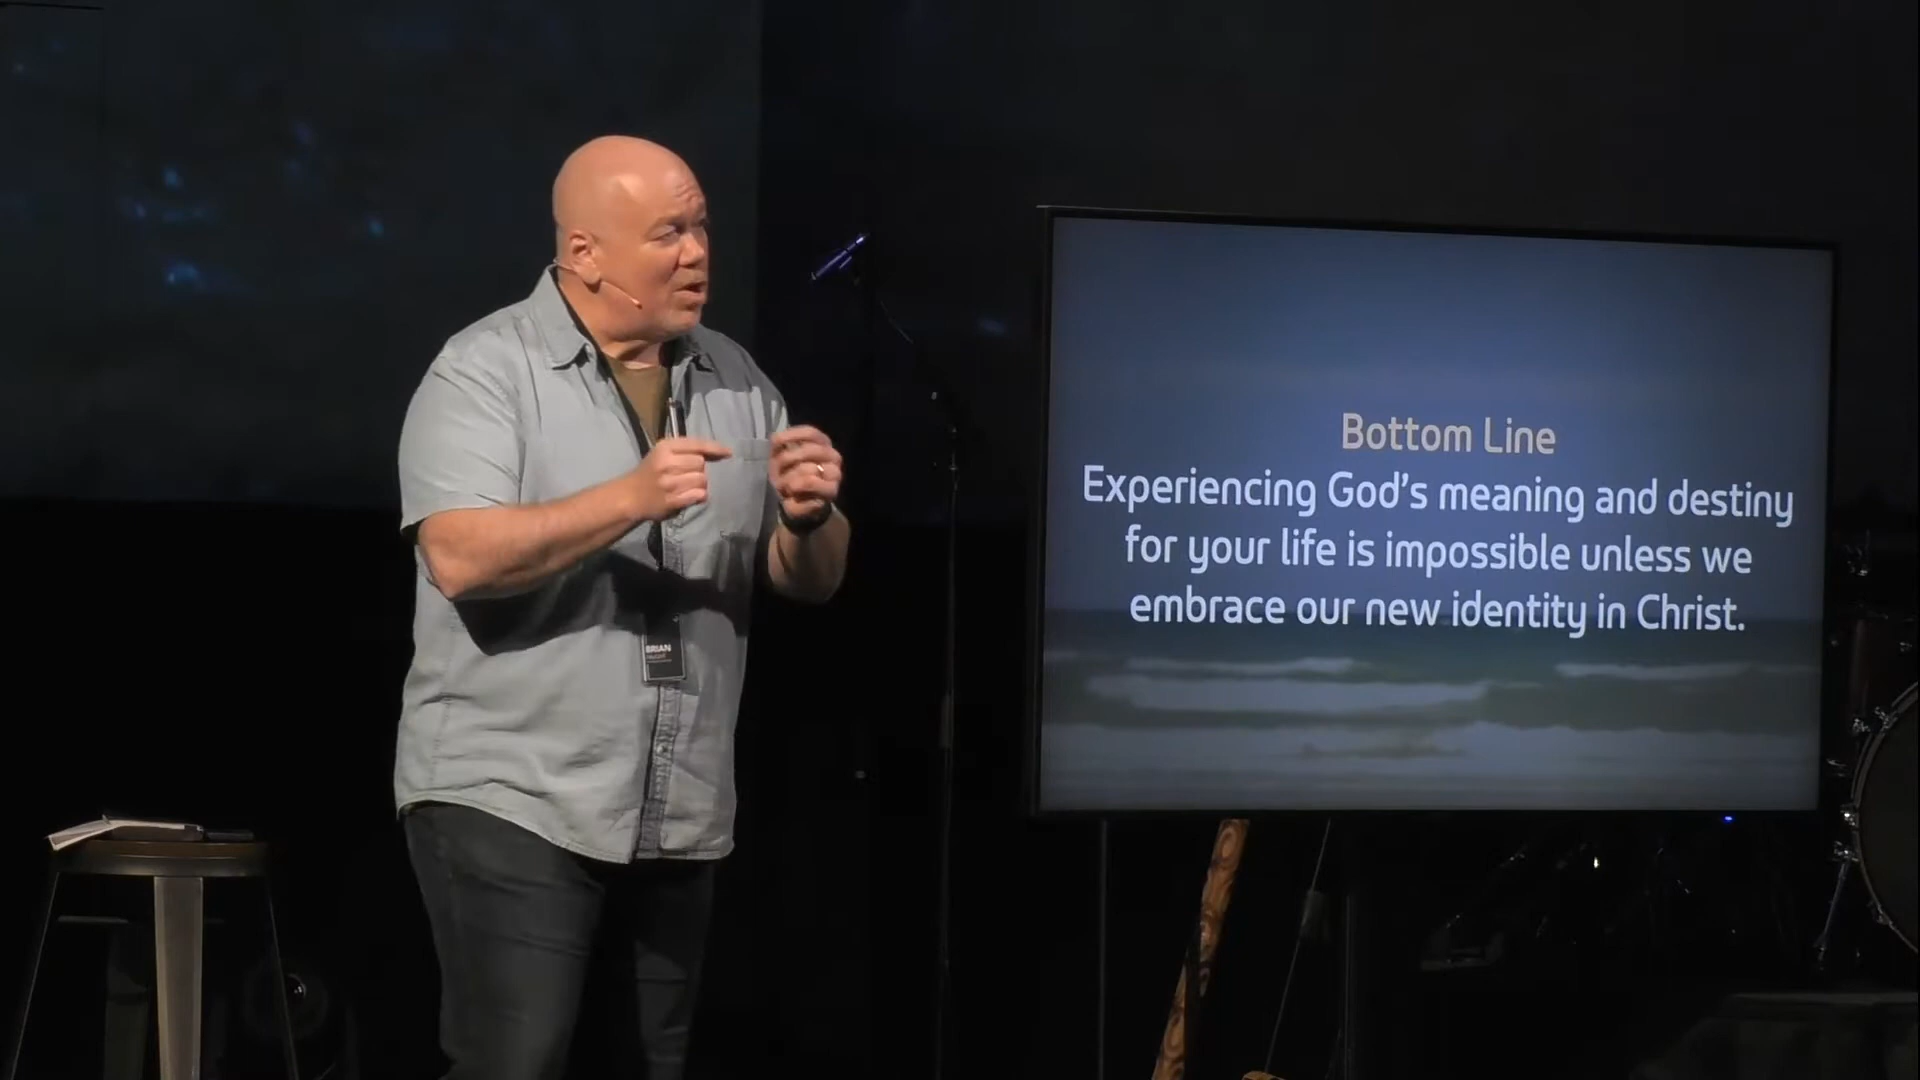 Bottom Line
Experiencing God's meaning and destiny
for your life is impossible unless we
embrace our new identity in Christ.
BRIAN